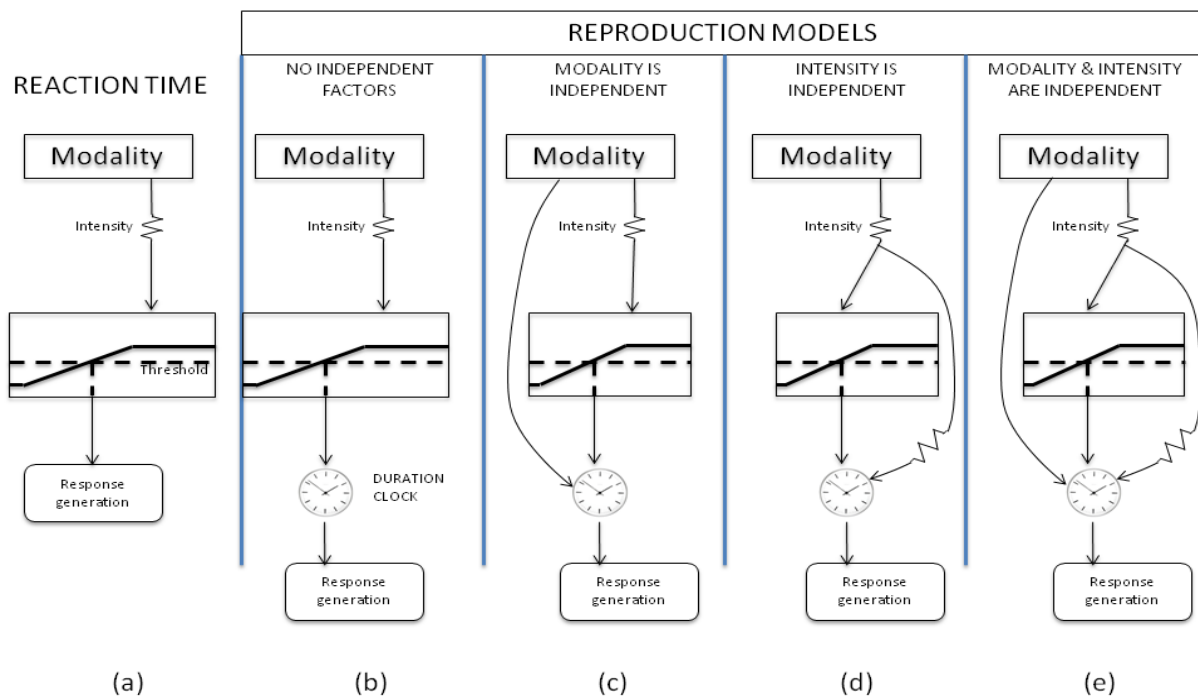 REPRODUCTION MODELS
REACTION TIME
NO INDEPENDENT
FACTORS
MODALITY IS
INDEPENDENT
INTENSITY IS
INDEPENDENT
MODALITY & INTENSITY
ARE INDEPENDENT
Modality
Modality
Modality
Modality
Modality
Intensity
Intensity
Intensity
Intensity
Intensity
Threshold
Response
generation
DURATION
CLOCK
Response
generation
Response
generation
Response
generation
Response
generation
(a)
(b)
(c)
(d)
(e)